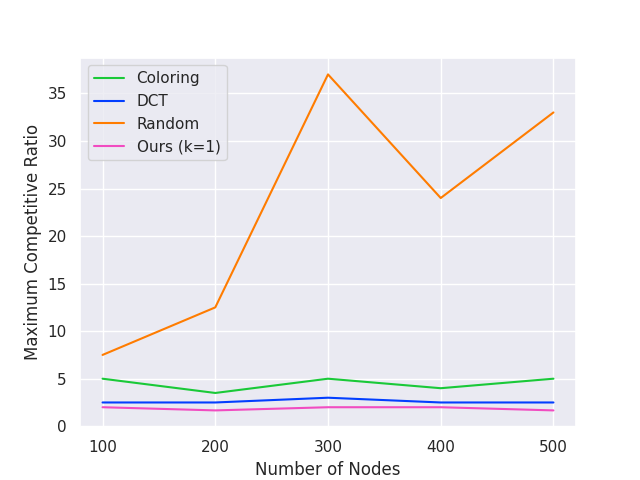 Coloring
DCT
Random
Ours (k=1)
Maximum Competitive Ratio
35
30
25
20
15
10
5
0
100 200 300 400 500
Number of Nodes